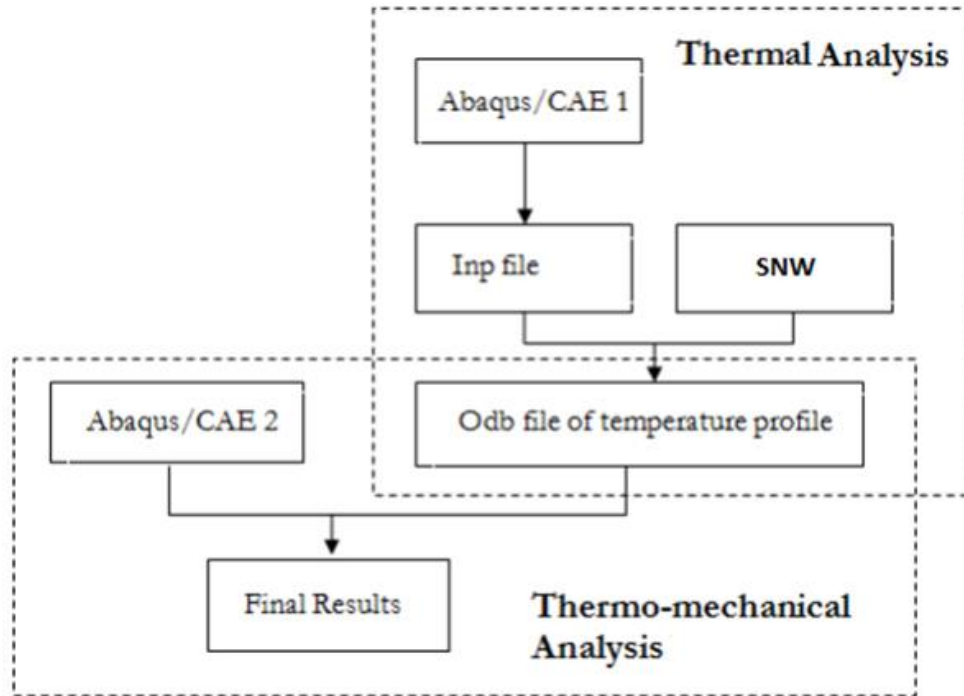 Thermal Analysis
Abaqus/CAE 1
Inp file
SNW
Abaqus/CAE 2
Odb file of temperature profile
Final Results
Thermo-mechanical
Analysis